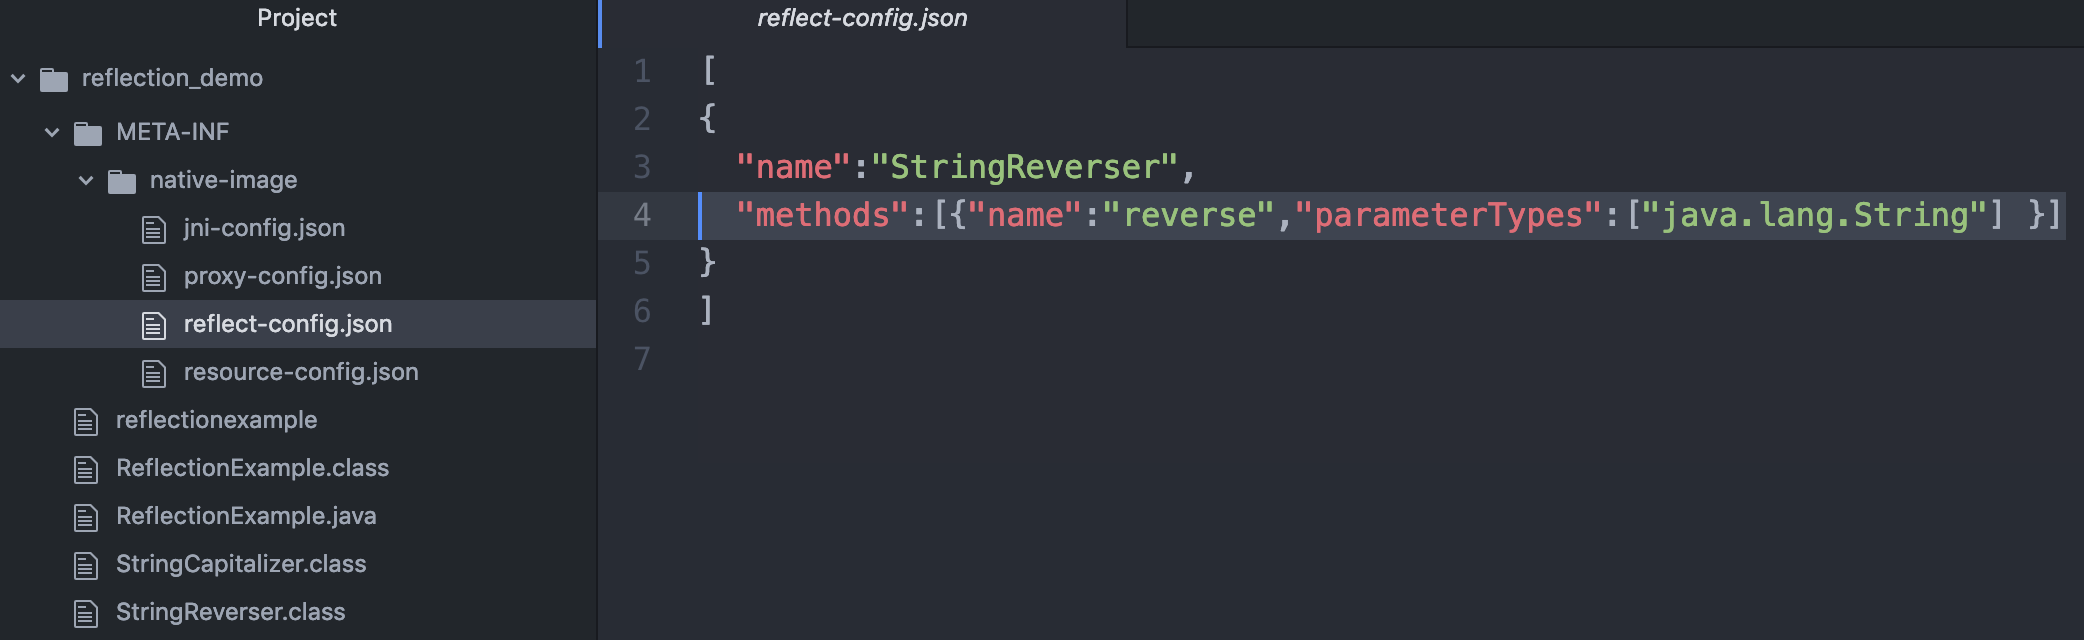 Project
reflection_demo
META-INF
native-image
jni-config.json
proxy-config.json
reflect-config.json
resource-config.json
reflectionexample
ReflectionExample.class
ReflectionExample.java
StringCapitalizer.class
StringReverser.class
reflect-config.json
1 [
2 {
3 "name":"StringReverser",
4 "methods":[{"name":"reverse","parameterTypes":["java.lang.String"] }]
5 }
6 ]
7